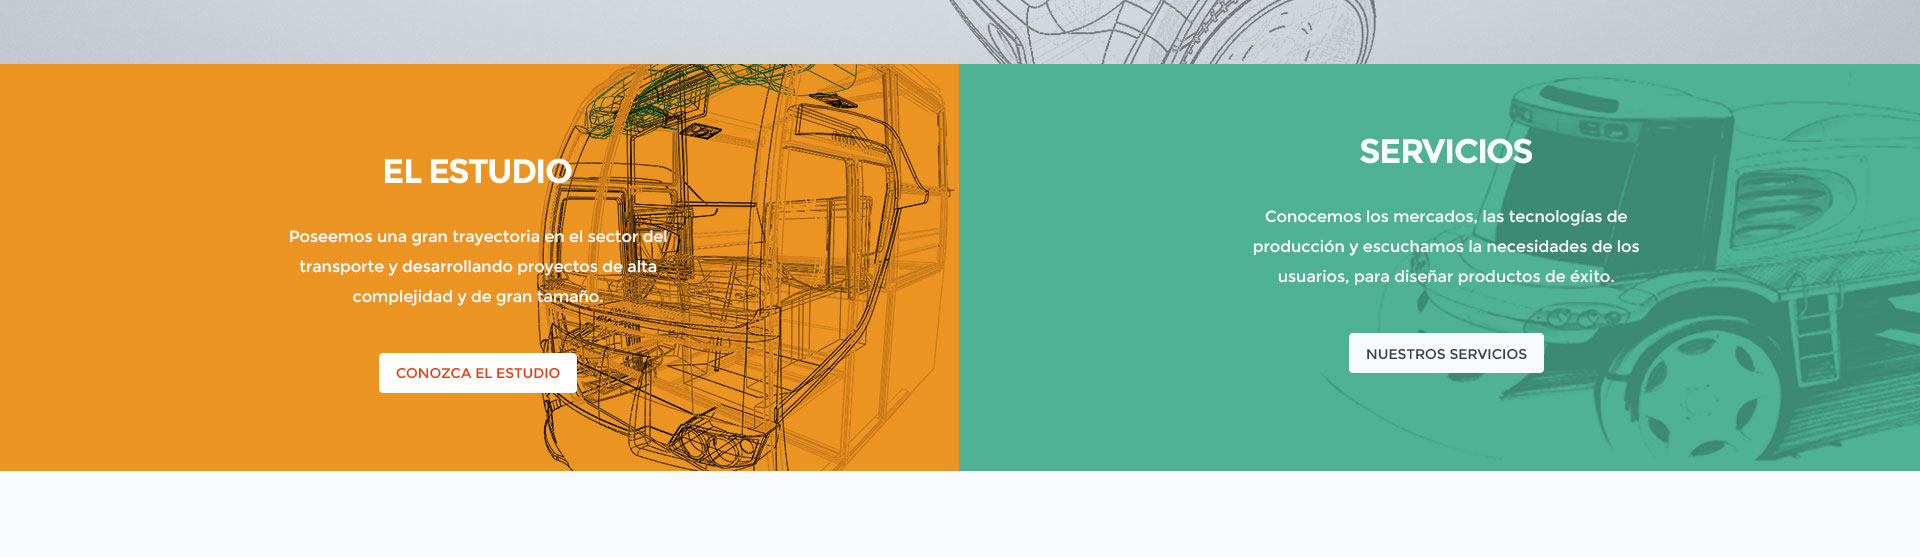 EL ESTUDIO
Poseemos una gran trayectoria en el sector del
transporte y desarrollando proyectos de alta
complejidad y de gran tamaño.
CONOZCA EL ESTUDIO
SERVICIOS
Conocemos los mercados, las tecnologías de
producción y escuchamos la necesidades de los
usuarios, para diseñar productos de éxito.
NUESTROS SERVICIOS